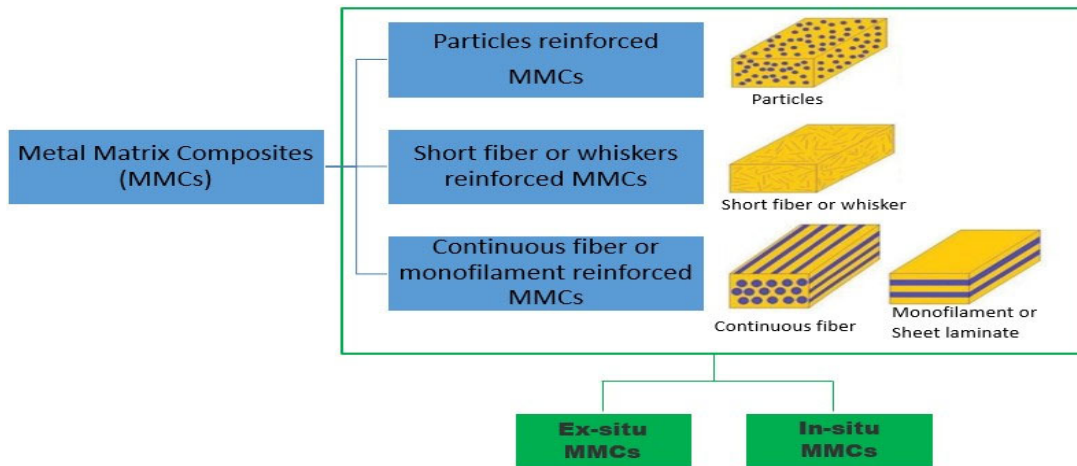 Particles reinforced
MMCs
Particles
Metal Matrix Composites
(MMCs)
Short fiber or whiskers
reinforced MMCs
Short fiber or whisker
Continuous fiber or
monofilament reinforced
MMCs
Continuous fiber
Monofilament or
Sheet laminate
Ex-situ
MMCs
In-situ
MMCs